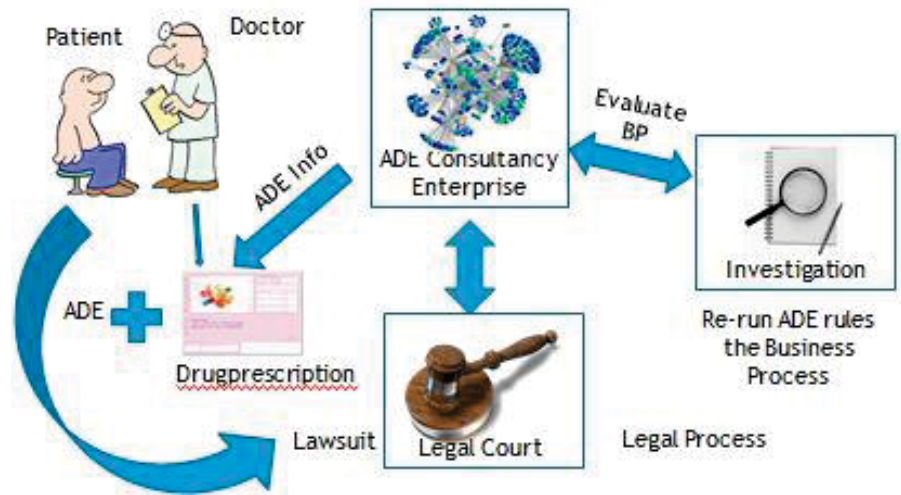 Patient
Doctor
ADE Info
ADE Consultancy
Enterprise
Evaluate
BP
Investigation
Re-run ADE rules
the Business
Process
ADE
Drugprescription
Lawsuit
Legal Court
Legal Process